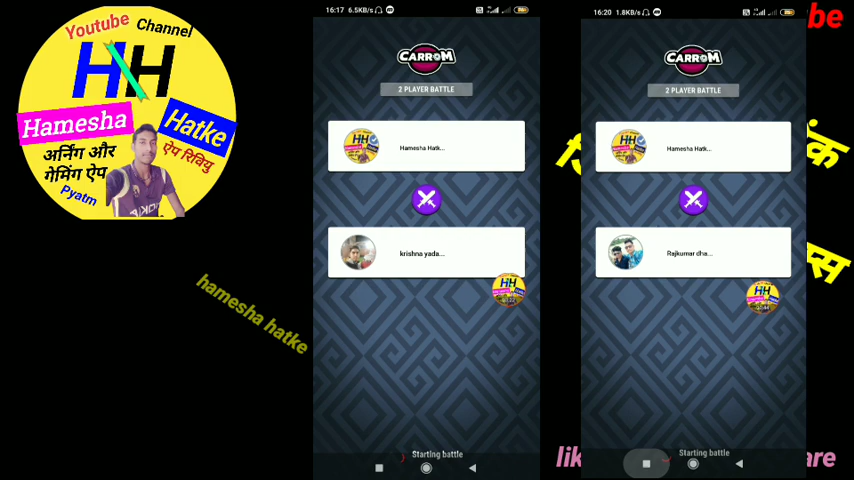 Youtube Channel
HH
Hamesha
Hatke
अर्निंग और
गेमिंग ऐप
ऐप रिवियु
Pyatm
hamesha hatke
16:17 6.5KB/s
CARROM
2 PLAYER BATTLE
Hamesha Hatk...
krishna yada...
Starting battle
16:20 1.8KB/s
CARROM
2 PLAYER BATTLE
Hamesha Hatk...
Rajkumar dha...
Starting battle
be
lik
are